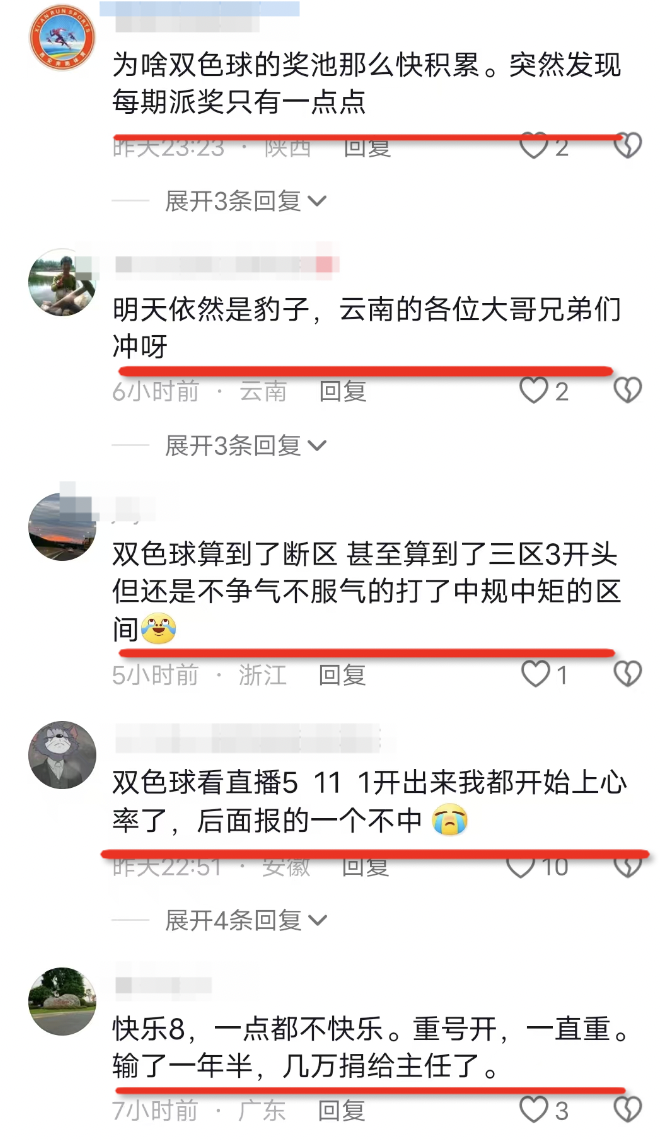 XI'AN RUN SPORTS
为啥双色球的奖池那么快积累。突然发现
每期派奖只有一点点
昨天23:23 · 陕西 回复 2
展开3条回复
明天依然是豹子，云南的各位大哥兄弟们
冲呀
6小时前 · 云南 回复 2
展开3条回复
双色球算到了断区 甚至算到了三区3开头
但还是不争气不服气的打了中规中矩的区
间
5小时前 · 浙江 回复 1
双色球看直播5 11 1开出来我都开始上心
率了，后面报的一个不中
昨天22:51 · 安徽 回复 10
展开4条回复
快乐8，一点都不快乐。重号开，一直重。
输了一年半，几万捐给主任了。
7小时前 · 广东 回复 3